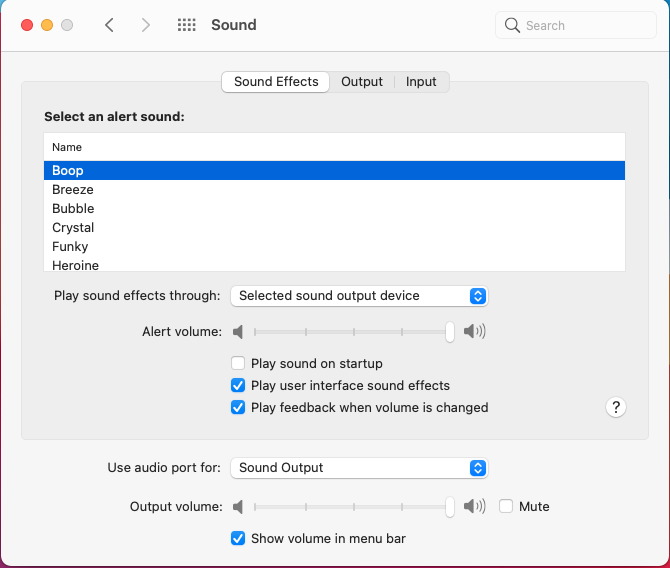 Sound
Search
Sound Effects Output Input
Select an alert sound:
Name
Boop
Breeze
Bubble
Crystal
Funky
Heroine
Play sound effects through: Selected sound output device
Alert volume:
Play sound on startup
Play user interface sound effects
Play feedback when volume is changed
?
Use audio port for: Sound Output
Output volume: Mute
Show volume in menu bar